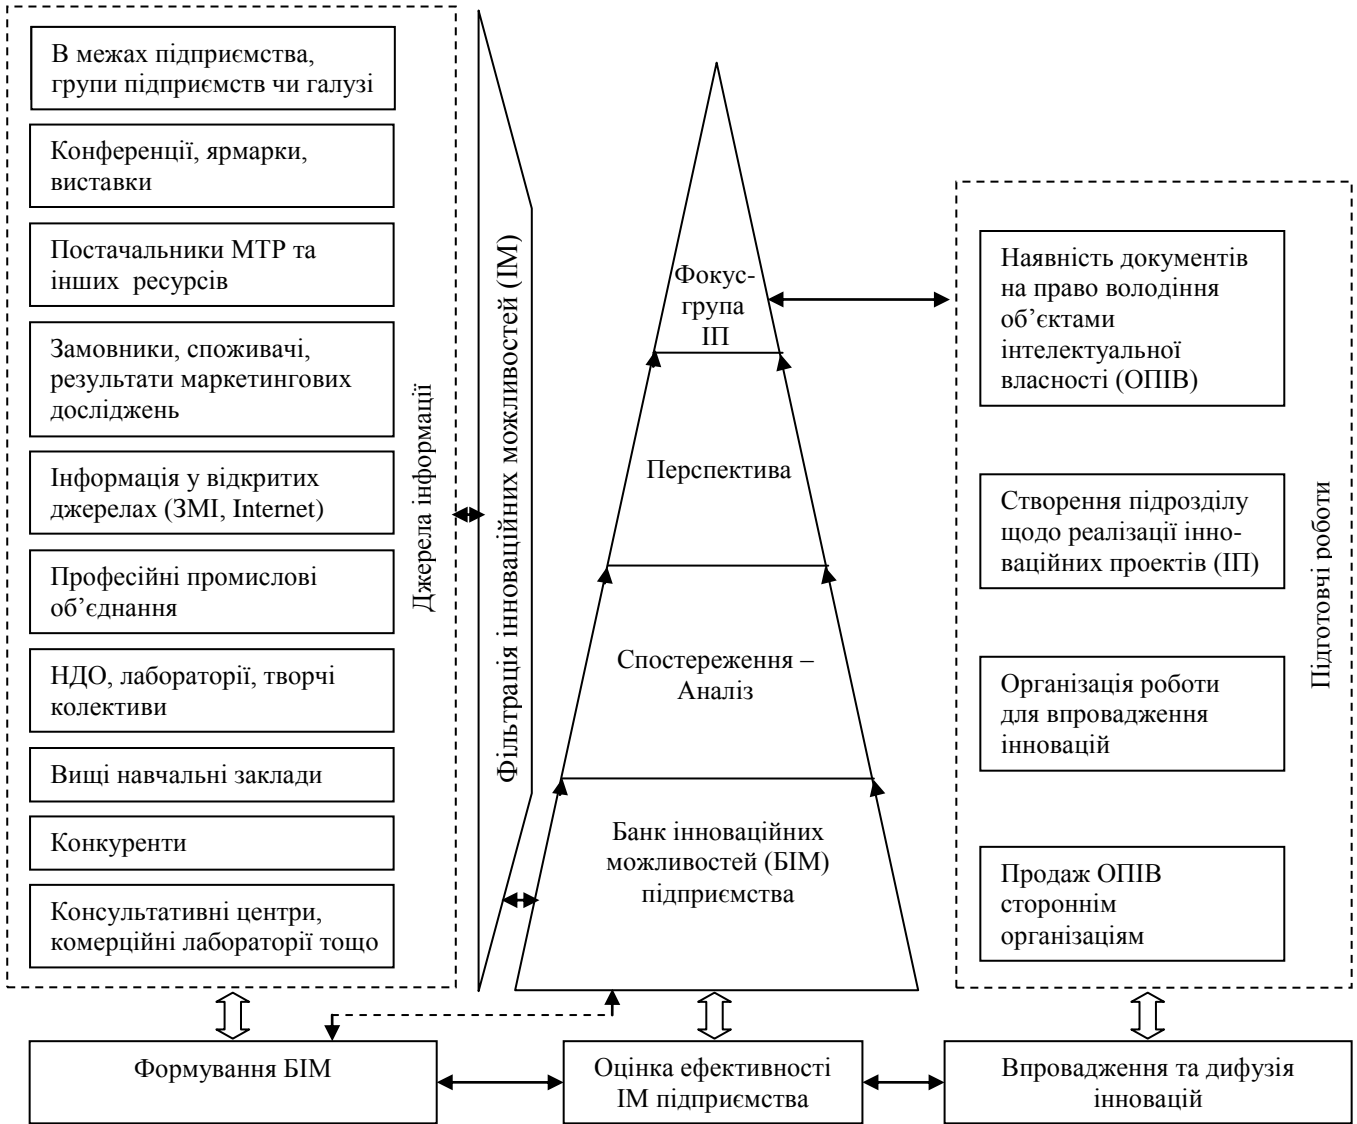 В межах підприємства,
групи підприємств чи галузі
Конференції, ярмарки,
виставки
Постачальники МТР та
інших ресурсів
Замовники, споживачі,
результати маркетингових
досліджень
Інформація у відкритих
джерелах (ЗМІ, Internet)
Професійні промислові
об’єднання
НДО, лабораторії, творчі
колективи
Вищі навчальні заклади
Конкуренти
Консультативні центри,
комерційні лабораторії тощо
Джерела інформації
Фільтрація інноваційних можливостей (ІМ)
Фокус-
група
ІП
Перспектива
Спостереження –
Аналіз
Банк інноваційних
можливостей (БІМ)
підприємства
Наявність документів
на право володіння
об’єктами
інтелектуальної
власності (ОПІВ)
Створення підрозділу
щодо реалізації інно-
ваційних проектів (ІП)
Організація роботи
для впровадження
інновацій
Продаж ОПІВ
стороннім
організаціям
Підготовчі роботи
Формування БІМ
Оцінка ефективності
ІМ підприємства
Впровадження та дифузія
інновацій